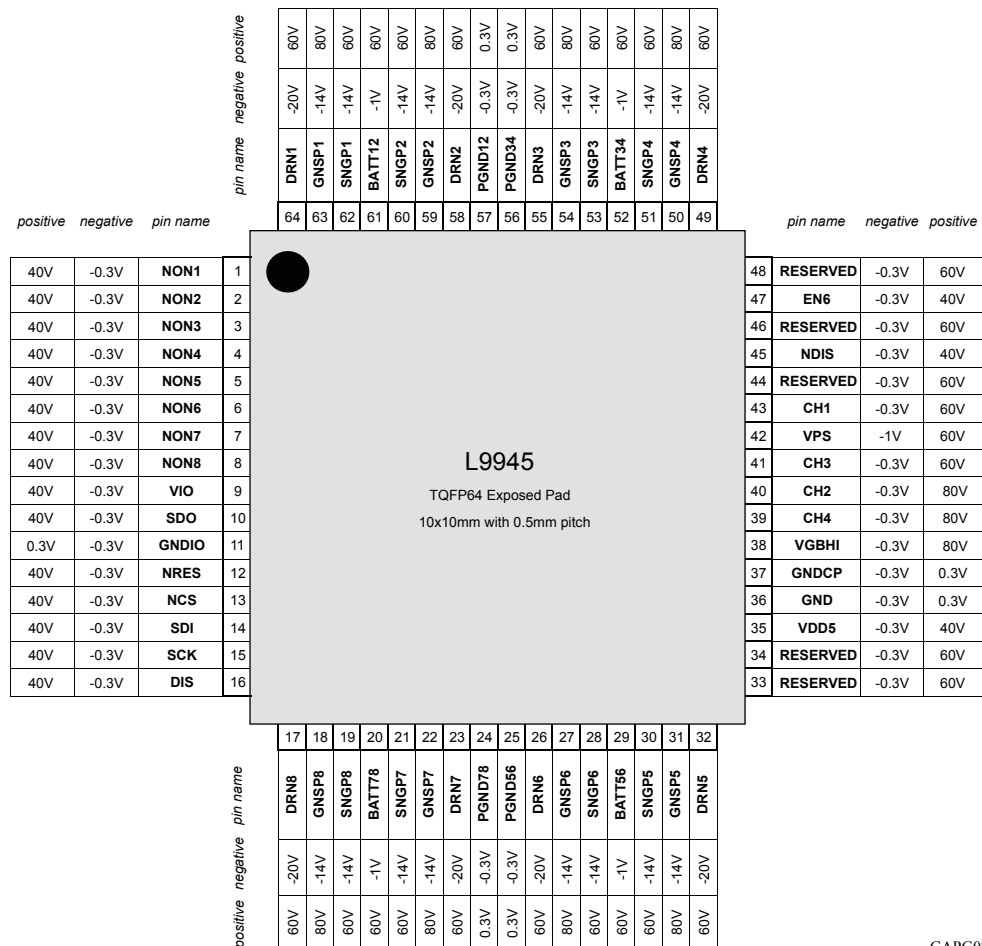 positive 60V 80V 60V 60V 60V 80V 60V 0.3V 0.3V 60V 80V 60V 60V 60V 80V 60V
negative -20V -14V -14V -1V -14V -14V -20V -0.3V -0.3V -20V -14V -14V -1V -14V -14V -20V
pin name DRN1 GNSP1 SNGP1 BATT12 SNGP2 GNSP2 DRN2 PGND12 PGND34 DRN3 GNSP3 SNGP3 BATT34 SNGP4 GNSP4 DRN4
64 63 62 61 60 59 58 57 56 55 54 53 52 51 50 49
positive negative pin name
pin name negative positive
40V -0.3V NON1 1
40V -0.3V NON2 2
40V -0.3V NON3 3
40V -0.3V NON4 4
40V -0.3V NON5 5
40V -0.3V NON6 6
40V -0.3V NON7 7
40V -0.3V NON8 8
40V -0.3V VIO 9
40V -0.3V SDO 10
0.3V -0.3V GNDIO 11
40V -0.3V NRES 12
40V -0.3V NCS 13
40V -0.3V SDI 14
40V -0.3V SCK 15
40V -0.3V DIS 16
L9945
TQFP64 Exposed Pad
10x10mm with 0.5mm pitch
48 RESERVED -0.3V 60V
47 EN6 -0.3V 40V
46 RESERVED -0.3V 60V
45 NDIS -0.3V 40V
44 RESERVED -0.3V 60V
43 CH1 -0.3V 60V
42 VPS -1V 60V
41 CH3 -0.3V 60V
40 CH2 -0.3V 80V
39 CH4 -0.3V 80V
38 VGBHI -0.3V 80V
37 GNDCP -0.3V 0.3V
36 GND -0.3V 0.3V
35 VDD5 -0.3V 40V
34 RESERVED -0.3V 60V
33 RESERVED -0.3V 60V
17 18 19 20 21 22 23 24 25 26 27 28 29 30 31 32
pin name DRN8 GNSP8 SNGP8 BATT78 SNGP7 GNSP7 DRN7 PGND78 PGND56 DRN6 GNSP6 SNGP6 BATT56 SNGP5 GNSP5 DRN5
negative -20V -14V -14V -1V -14V -14V -20V -0.3V -0.3V -20V -14V -14V -1V -14V -14V -20V
positive 60V 80V 60V 60V 60V 80V 60V 0.3V 0.3V 60V 80V 60V 60V 60V 80V 60V